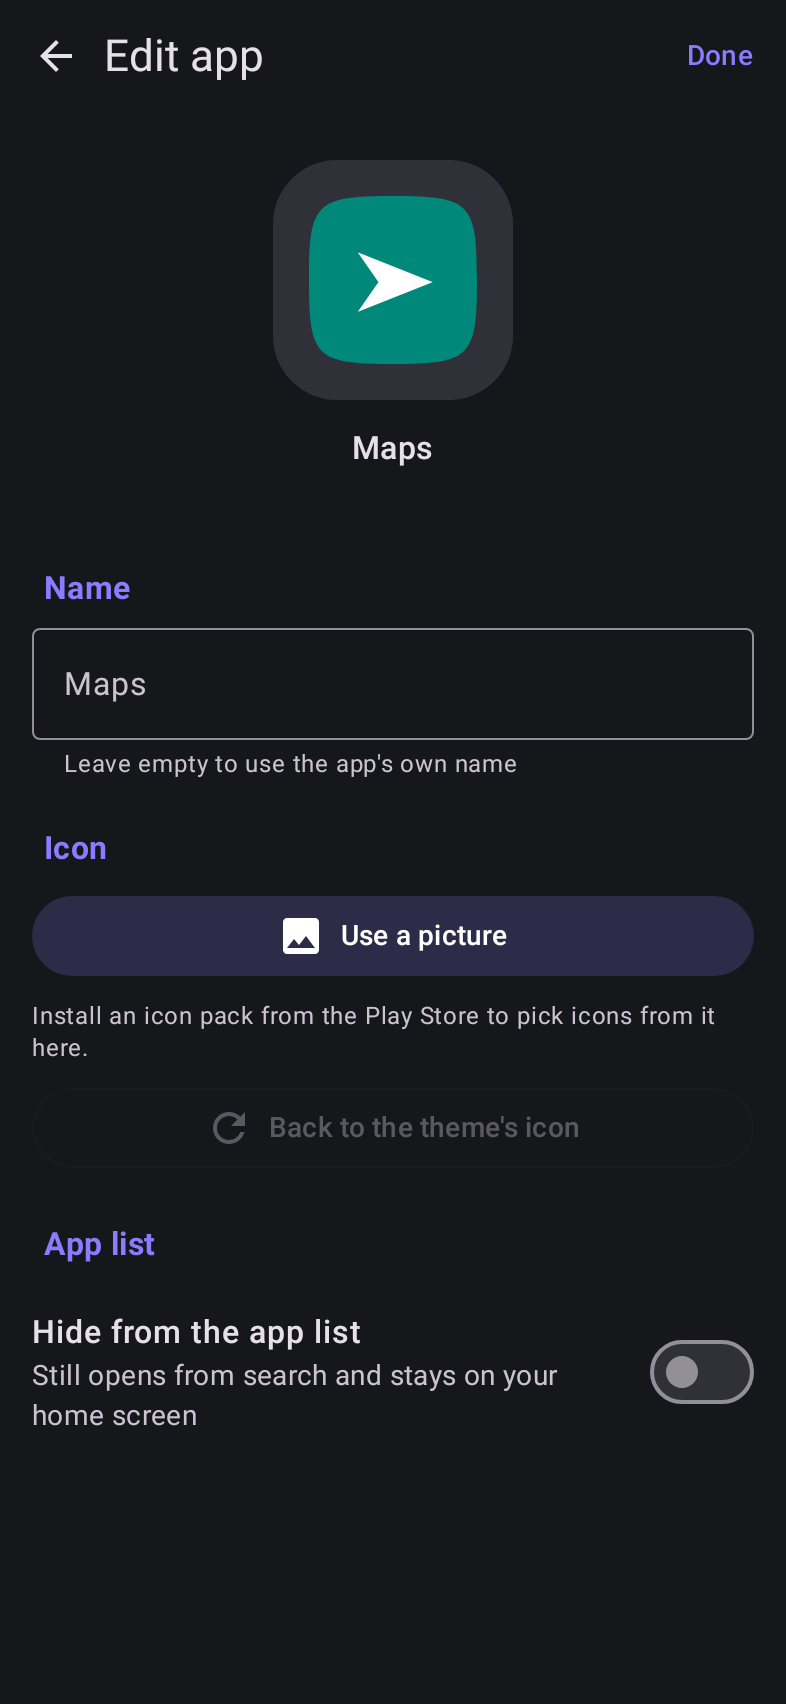 Edit app
Done
Maps
Name
Maps
Leave empty to use the app's own name
Icon
Use a picture
Install an icon pack from the Play Store to pick icons from it
here.
Back to the theme's icon
App list
Hide from the app list
Still opens from search and stays on your
home screen